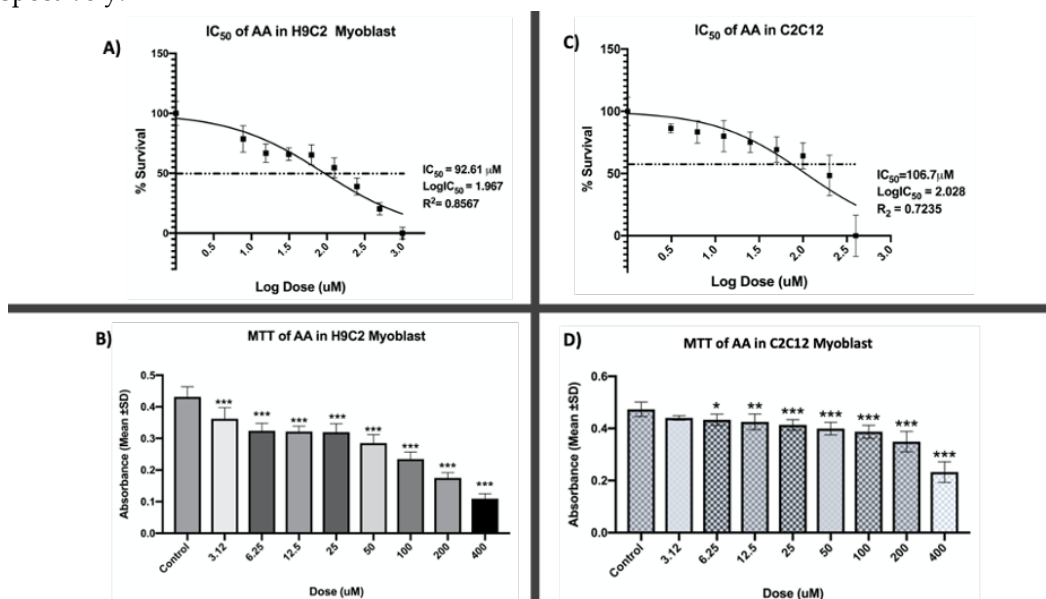 A)
IC50 of AA in H9C2 Myoblast
150
100
50
0
% Survival
0.5 1.0 1.5 2.0 2.5 3.0
Log Dose (uM)
IC50 = 92.61 µM
LogIC50 = 1.967
R2= 0.8567
C)
IC50 of AA in C2C12
150
100
50
0
% Survival
0.5 1.0 1.5 2.0 2.5 3.0
Log Dose (uM)
IC50=106.7µM
LogIC50 = 2.028
R2 = 0.7235
B)
MTT of AA in H9C2 Myoblast
0.5
0.4
0.3
0.2
0.1
0.0
Absorbance (Mean ±SD)
*** *** *** *** *** *** *** ***
Control 3.12 6.25 12.5 25 50 100 200 400
Dose (uM)
D)
MTT of AA in C2C12 Myoblast
0.6
0.4
0.2
0.0
Absorbance (Mean ±SD)
* ** *** *** *** *** ***
Control 3.12 6.25 12.5 25 50 100 200 400
Dose (uM)